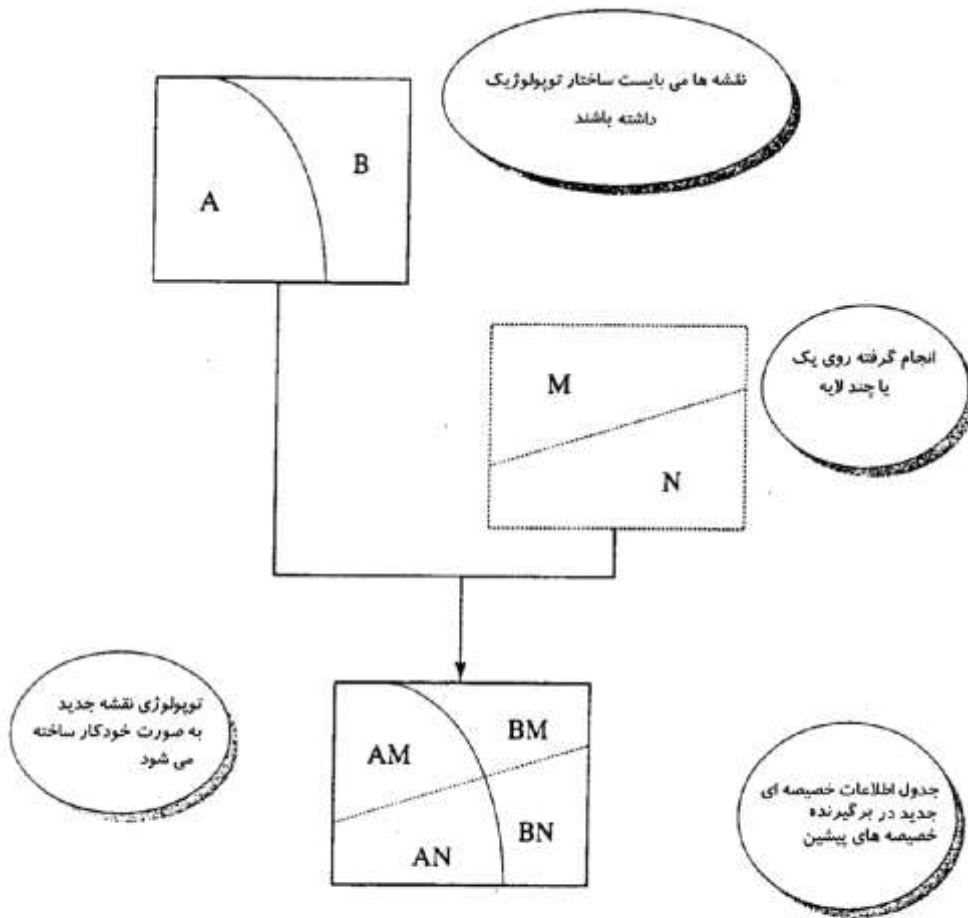 نقشه ها می بایست ساختار توپولوژیک
داشته باشند
B
A
انجام گرفته روی یک
یا چند لایه
M
N
توپولوژی نقشه جدید
به صورت خودکار ساخته
می شود
BM
AM
BN
AN
جدول اطلاعات خصیصه ای
جدید در برگیرنده
خصیصه های پیشین